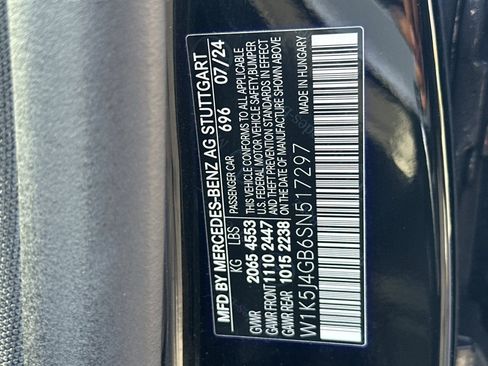 MFD BY MERCEDES-BENZ AG STUTTGART
PASSENGER CAR 696 07/24
KG LBS
GVWR 2065 4553
GAWR FRONT 1110 2447
GAWR REAR 1015 2238
THIS VEHICLE CONFORMS TO ALL APPLICABLE
U.S. FEDERAL MOTOR VEHICLE SAFETY BUMPER
AND THEFT PREVENTION STANDARDS IN EFFECT
ON THE DATE OF MANUFACTURE SHOWN ABOVE
W1K5J4GB6SN517297
MADE IN HUNGARY